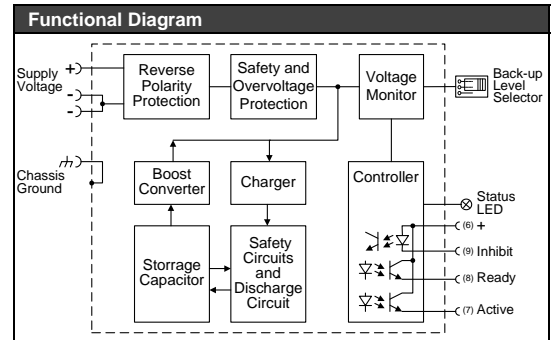 Functional Diagram
Supply
Voltage
+
-
-
Reverse
Polarity
Protection
Safety and
Overvoltage
Protection
Voltage
Monitor
Back-up
Level
Selector
Chassis
Ground
Boost
Converter
Charger
Controller
Status
LED
(6) +
(9) Inhibit
(8) Ready
(7) Active
Storrage
Capacitor
Safety
Circuits
and
Discharge
Circuit